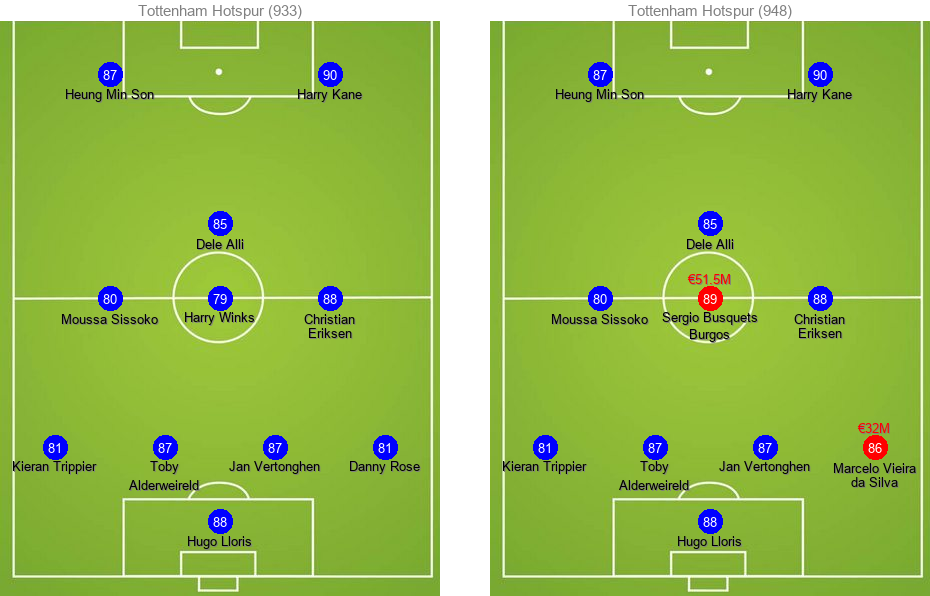 Tottenham Hotspur (933)
87
Heung Min Son
90
Harry Kane
85
Dele Alli
80
Moussa Sissoko
79
Harry Winks
88
Christian
Eriksen
81
Kieran Trippier
87
Toby
Alderweireld
87
Jan Vertonghen
81
Danny Rose
88
Hugo Lloris
Tottenham Hotspur (948)
87
Heung Min Son
90
Harry Kane
85
Dele Alli
80
Moussa Sissoko
€51.5M
89
Sergio Busquets
Burgos
88
Christian
Eriksen
81
Kieran Trippier
87
Toby
Alderweireld
87
Jan Vertonghen
€32M
86
Marcelo Vieira
da Silva
88
Hugo Lloris